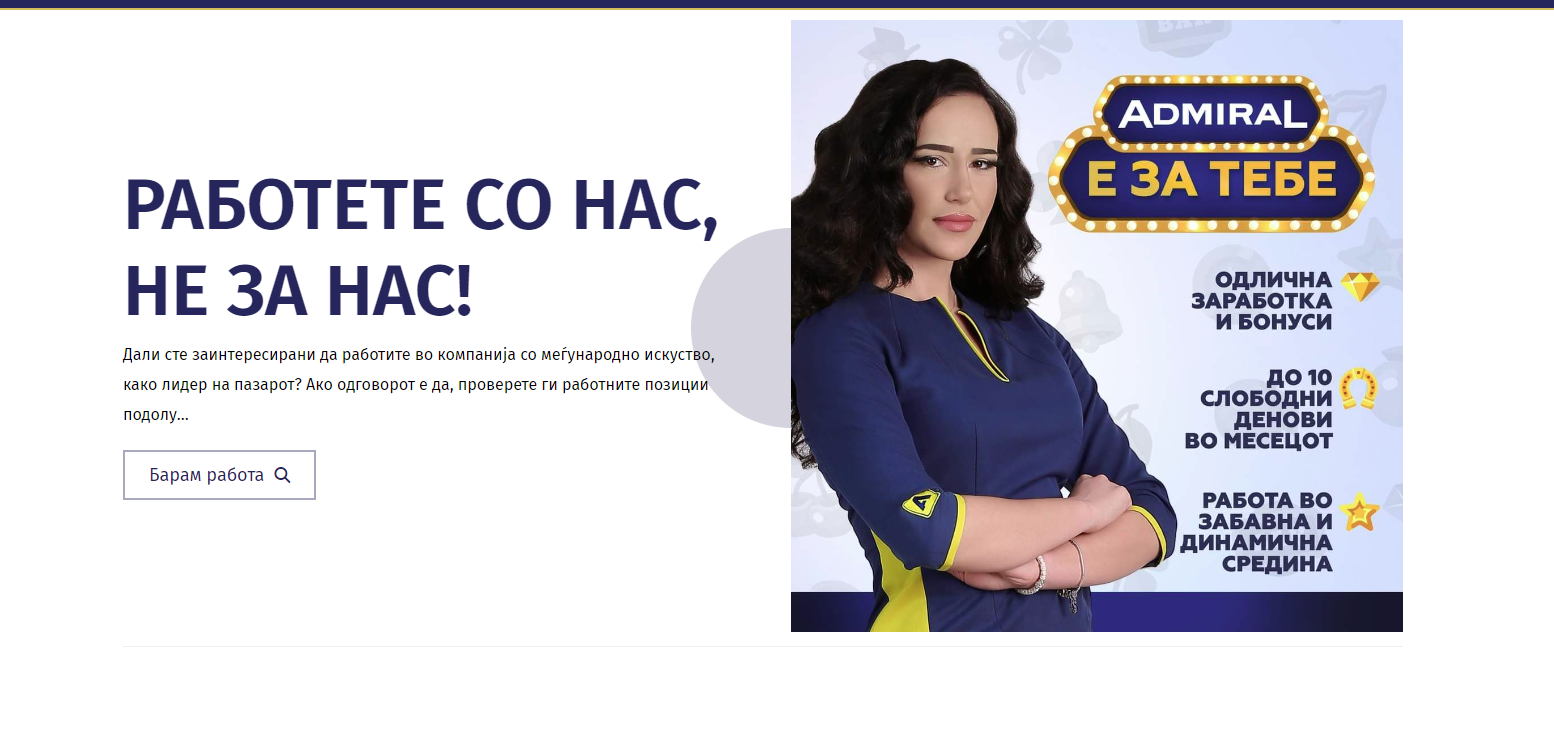 РАБОТЕТЕ СО НАС,
НЕ ЗА НАС!
Дали сте заинтересирани да работите во компанија со меѓународно искуство,
како лидер на пазарот? Ако одговорот е да, проверете ги работните позиции
подолу...
Барам работа
BAR
ADMIRAL
Е ЗА ТЕБЕ
ОДЛИЧНА
ЗАРАБОТКА
И БОНУСИ
ДО 10
СЛОБОДНИ
ДЕНОВИ
ВО МЕСЕЦОТ
РАБОТА ВО
ЗАБАВНА И
ДИНАМИЧНА
СРЕДИНА